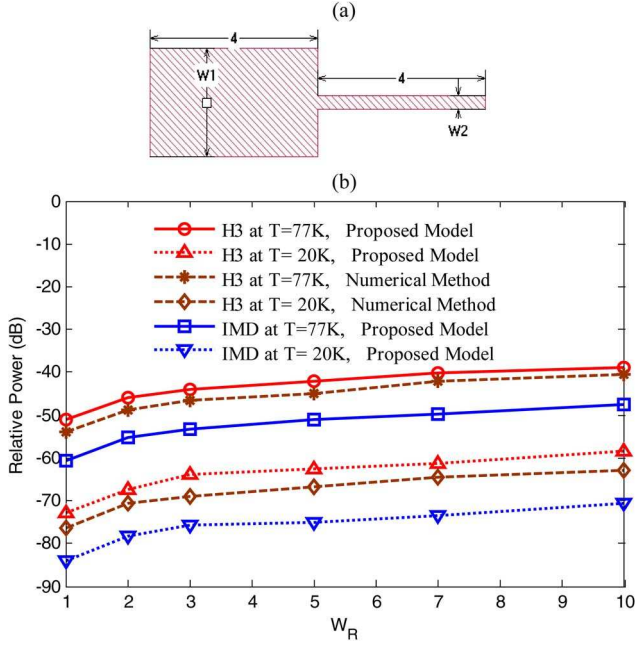 (a)
4
W1
4
W2
(b)
0
-10
-20
-30
-40
-50
-60
-70
-80
-90
Relative Power (dB)
H3 at T=77K, Proposed Model
H3 at T= 20K, Proposed Model
H3 at T=77K, Numerical Method
H3 at T= 20K, Numerical Method
IMD at T=77K, Proposed Model
IMD at T= 20K, Proposed Model
1 2 3 4 5 6 7 8 9 10
W_R